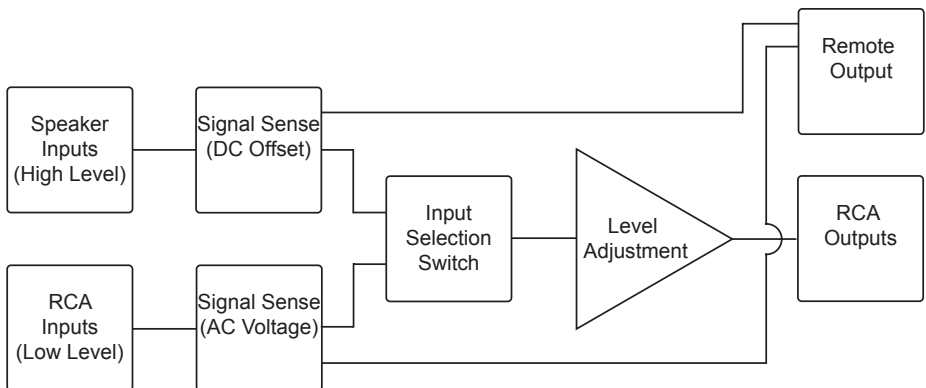 Speaker
Inputs
(High Level)
Signal Sense
(DC Offset)
RCA
Inputs
(Low Level)
Signal Sense
(AC Voltage)
Input
Selection
Switch
Level
Adjustment
Remote
Output
RCA
Outputs